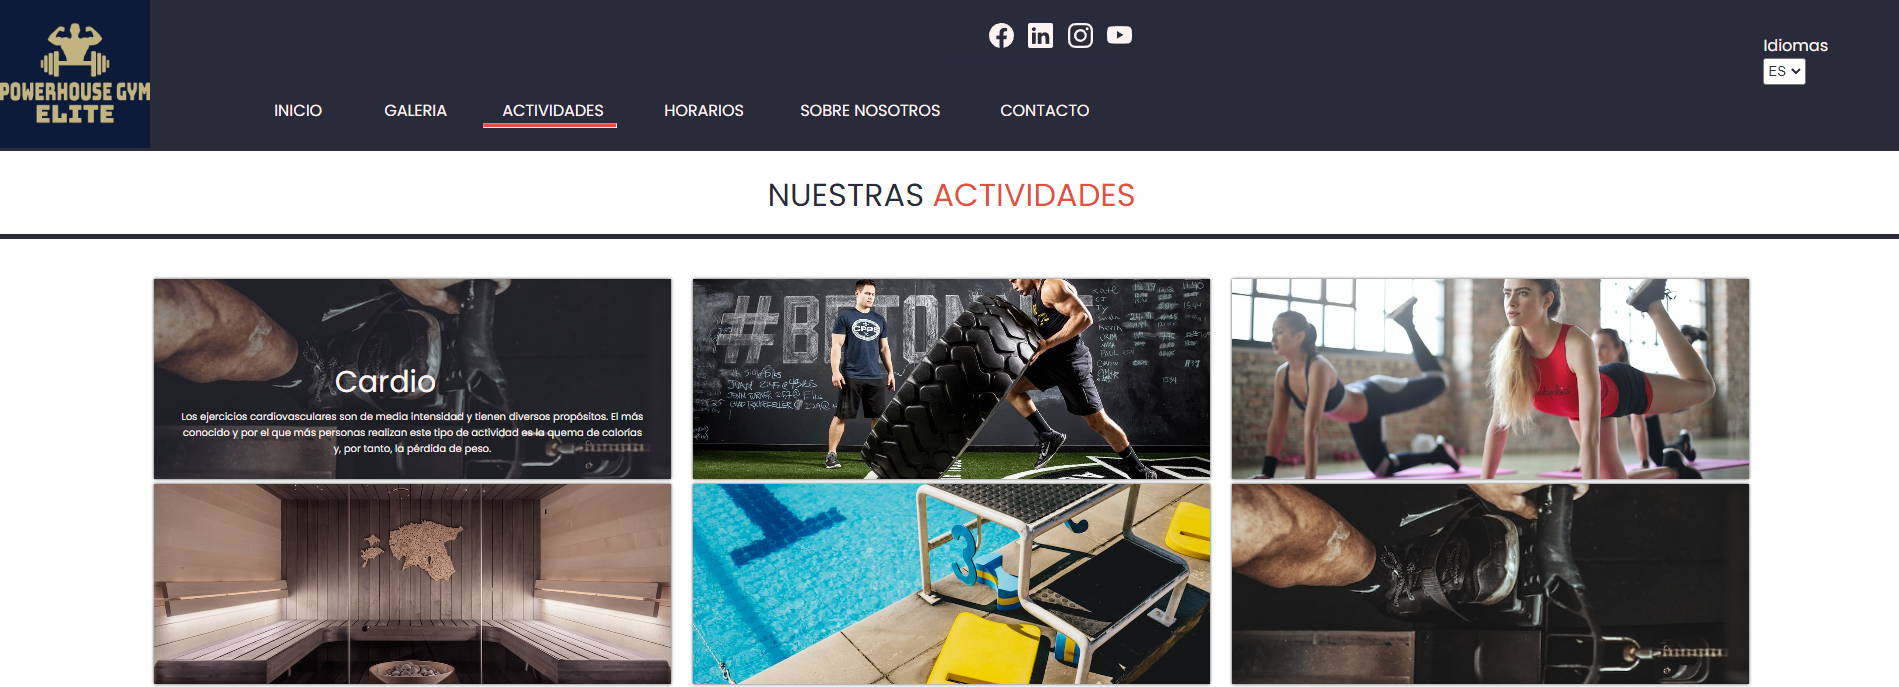 POWERHOUSE GYM
ELITE
Idiomas
ES
INICIO
GALERIA
ACTIVIDADES
HORARIOS
SOBRE NOSOTROS
CONTACTO
NUESTRAS ACTIVIDADES
Cardio
Los ejercicios cardiovasculares son de media intensidad y tienen diversos propósitos. El más
conocido y por el que más personas realizan este tipo de actividad es la quema de calorías
y, por tanto, la pérdida de peso.
CPPS
3